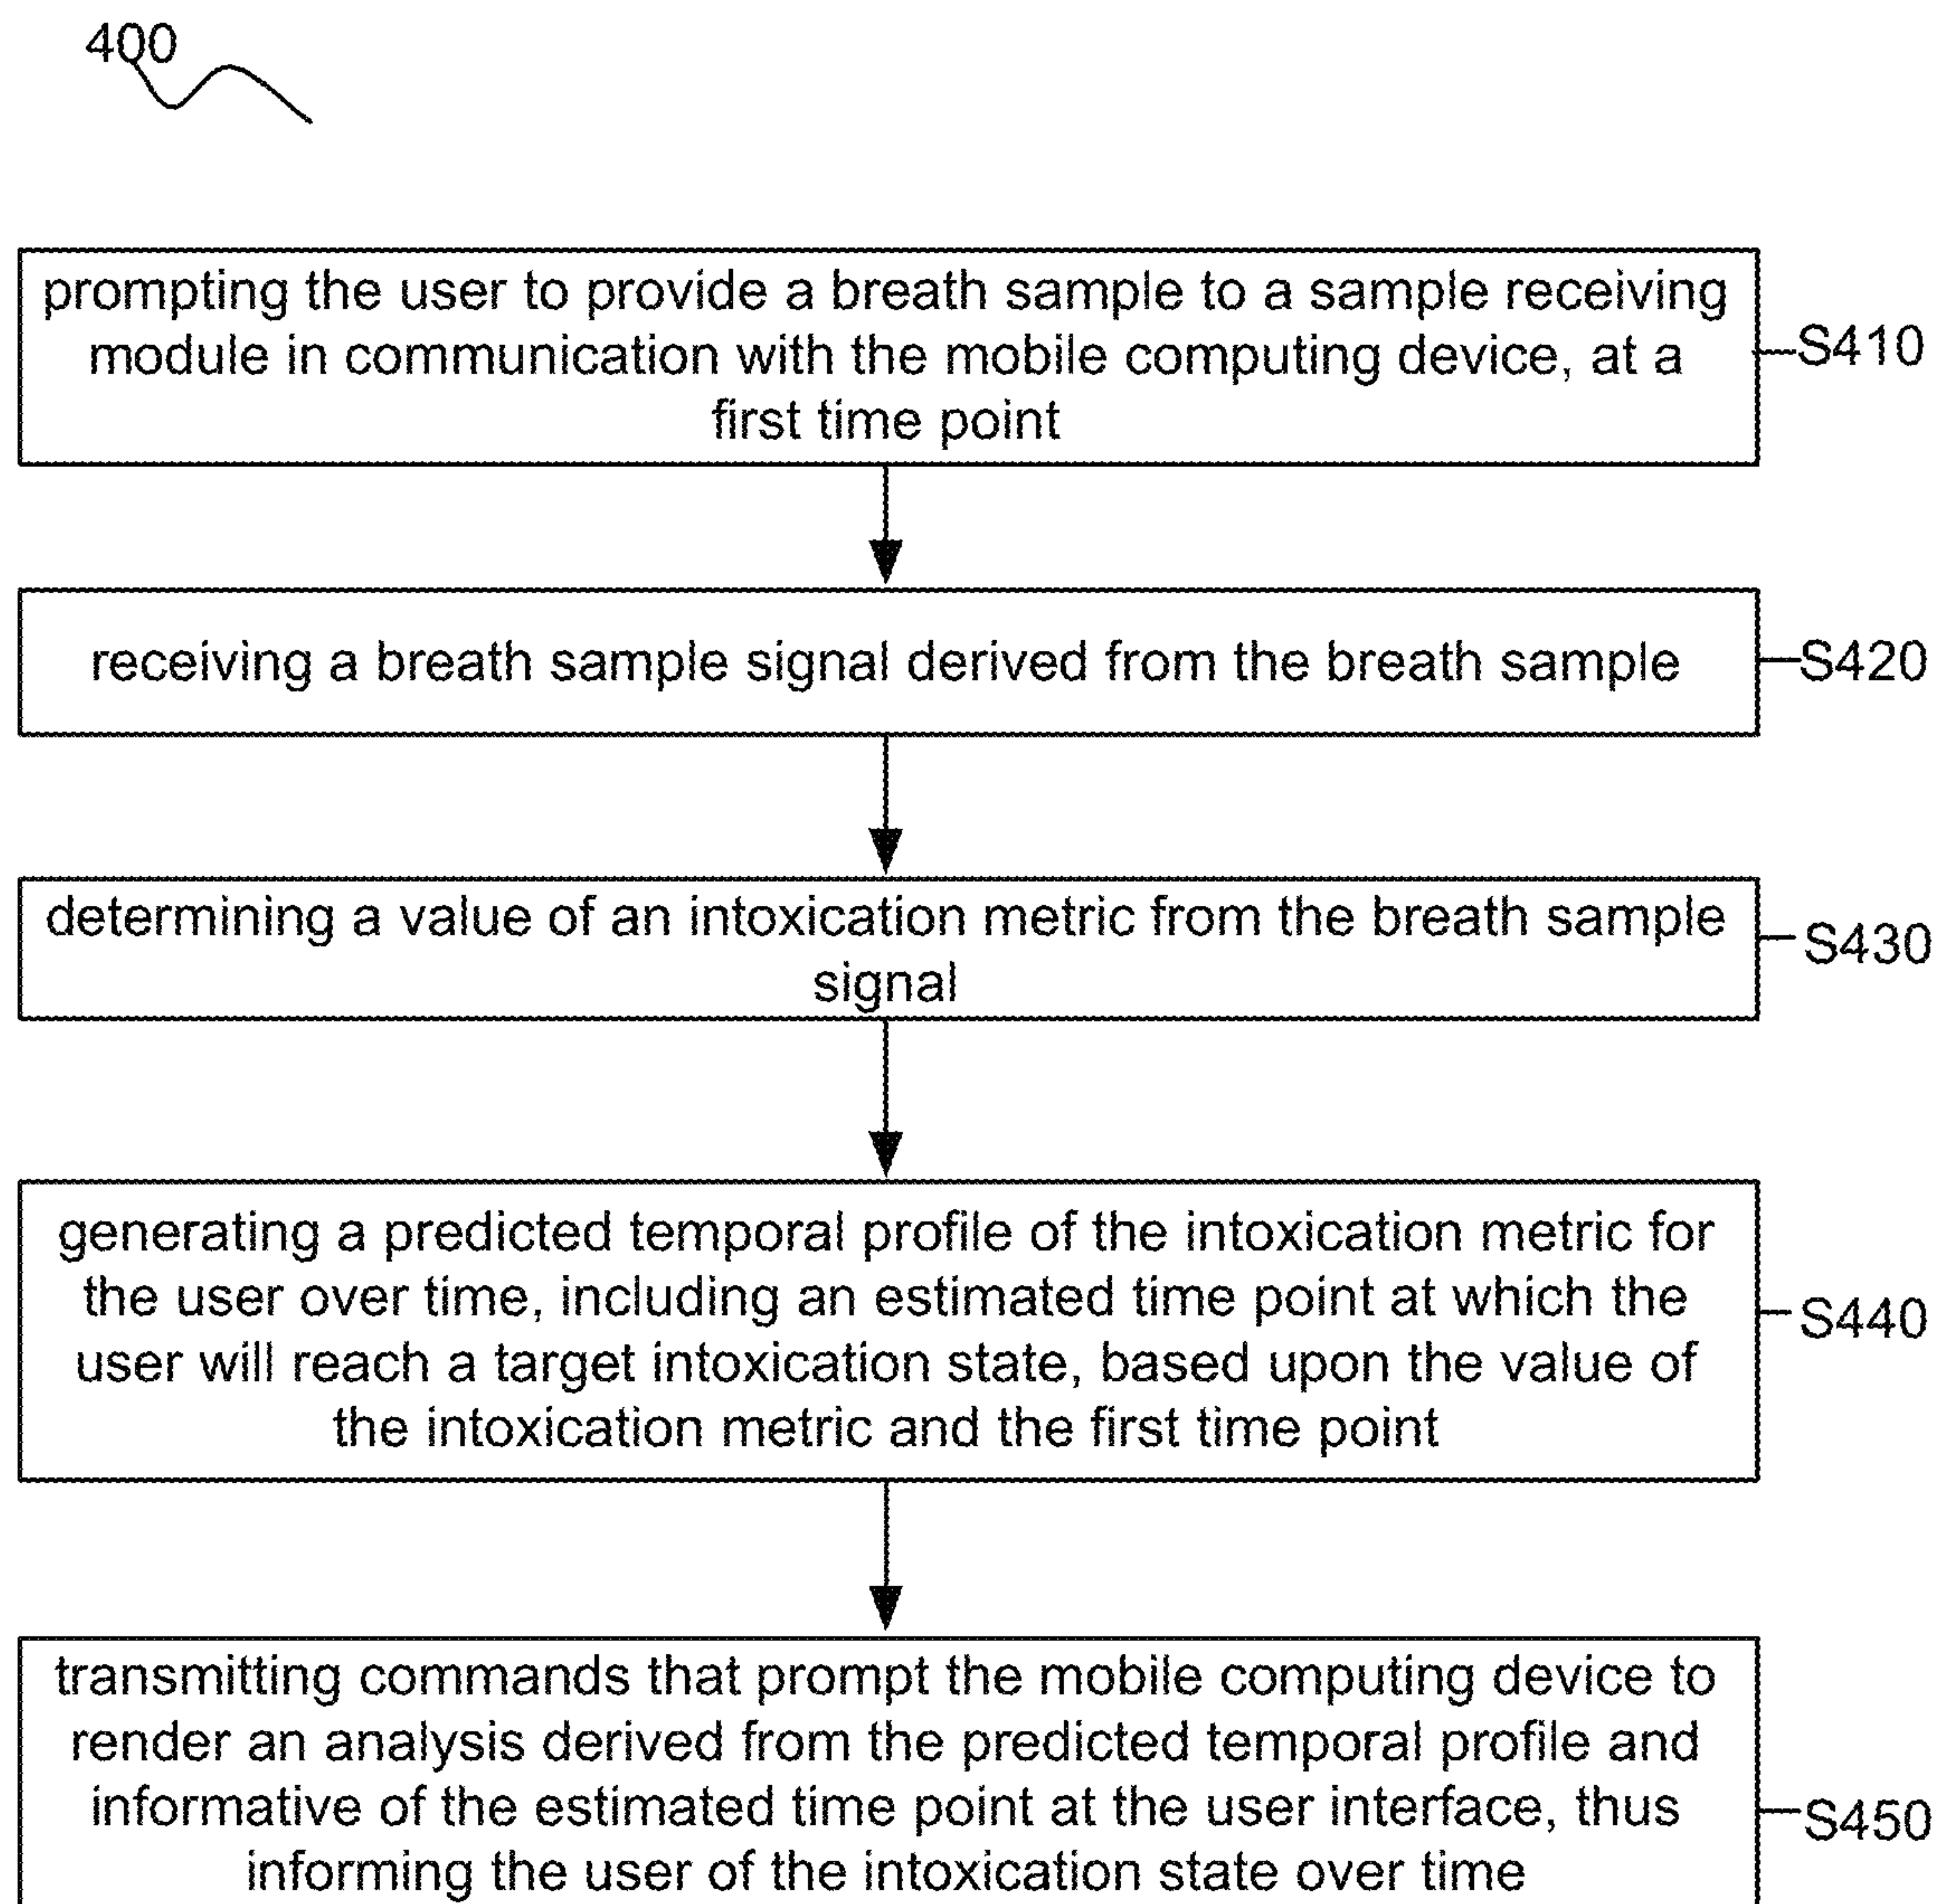 400
prompting the user to provide a breath sample to a sample receiving
module in communication with the mobile computing device, at a
first time point
S410
receiving a breath sample signal derived from the breath sample
S420
determining a value of an intoxication metric from the breath sample
signal
S430
generating a predicted temporal profile of the intoxication metric for
the user over time, including an estimated time point at which the
user will reach a target intoxication state, based upon the value of
the intoxication metric and the first time point
S440
transmitting commands that prompt the mobile computing device to
render an analysis derived from the predicted temporal profile and
informative of the estimated time point at the user interface, thus
informing the user of the intoxication state over time
S450